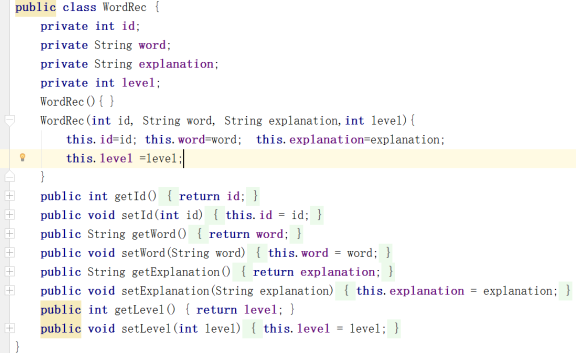 public class WordRec {
private int id;
private String word;
private String explanation;
private int level;
WordRec(){ }
WordRec(int id, String word, String explanation,int level){
this.id=id; this.word=word;  this.explanation=explanation;
this.level =level;
}
public int getId() { return id; }
public void setId(int id) { this.id = id; }
public String getWord() { return word; }
public void setWord(String word) { this.word = word; }
public String getExplanation() { return explanation; }
public void setExplanation(String explanation) { this.explanation = explanation; }
public int getLevel() { return level; }
public void setLevel(int level) { this.level = level; }
}